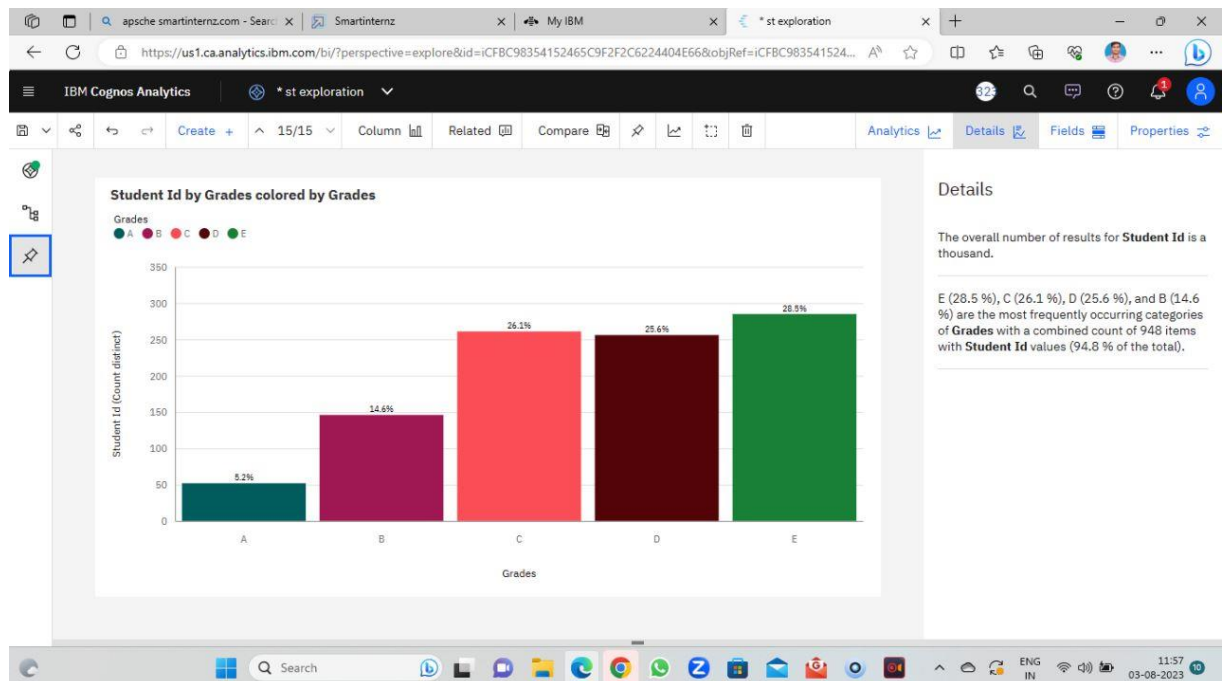 apsche smartinternz.com - Searc
Smartinternz
My IBM
* st exploration
https://us1.ca.analytics.ibm.com/bi/?perspective=explore&id=iCFBC98354152465C9F2F2C6224404E66&objRef=iCFBC983541524...
IBM Cognos Analytics
* st exploration
Create +
15/15
Column
Related
Compare
Analytics
Details
Fields
Properties
Student Id by Grades colored by Grades
Grades
A B C D E
350
300
250
200
150
100
50
0
Student Id (Count distinct)
5.2%
14.6%
26.1%
25.6%
28.5%
A B C D E
Grades
Details
The overall number of results for Student Id is a
thousand.
E (28.5 %), C (26.1 %), D (25.6 %), and B (14.6
%) are the most frequently occurring categories
of Grades with a combined count of 948 items
with Student Id values (94.8 % of the total).
Search
ENG
IN
11:57
03-08-2023
10